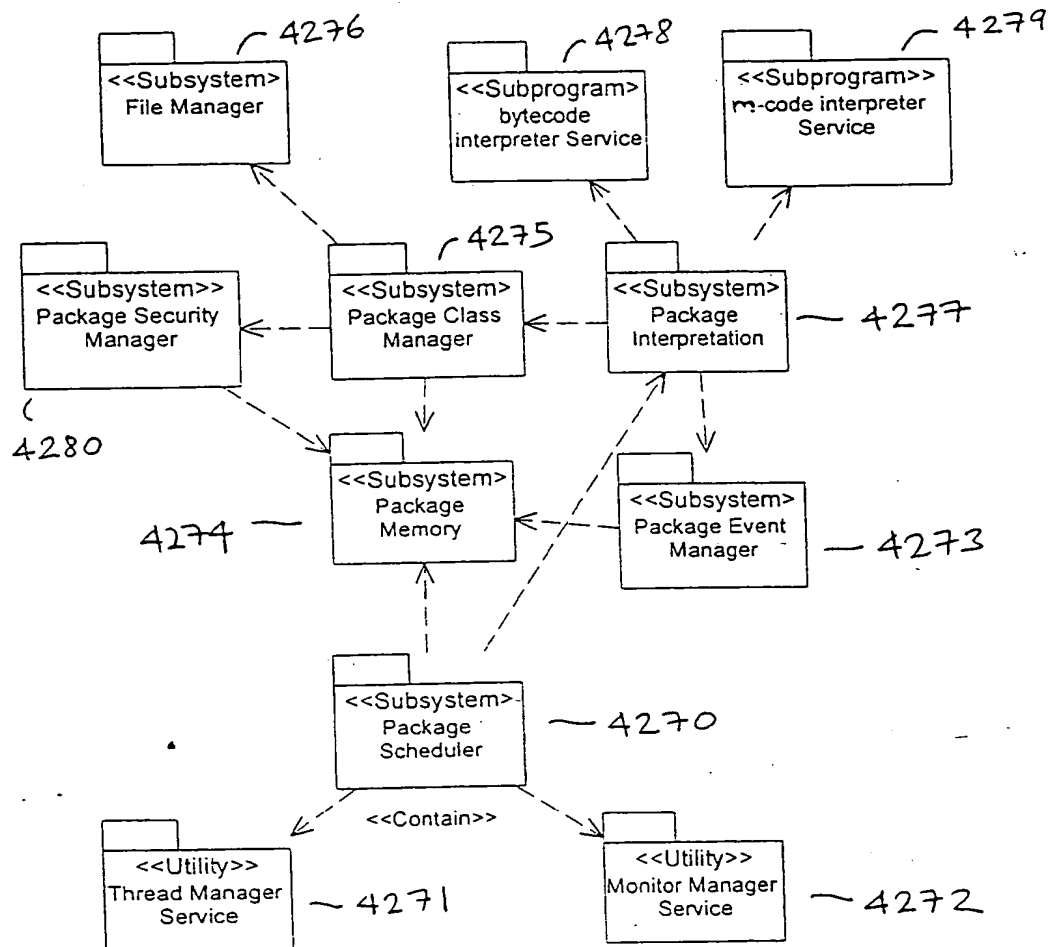 4276
4278
4279
<<Subsystem>
File Manager
<<Subprogram>
bytecode
interpreter Service
<<Subprogram>>
m-code interpreter
Service
4275
<<Subsystem>>
Package Security
Manager
<<Subsystem>
Package Class
Manager
<<Subsystem>
Package
Interpretation
4277
4280
<<Subsystem>
Package
Memory
4274
<<Subsystem>
Package Event
Manager
4273
<<Subsystem>
Package
Scheduler
4270
<<Contain>>
<<Utility>>
Thread Manager
Service
4271
<<Utility>>
Monitor Manager
Service
4272